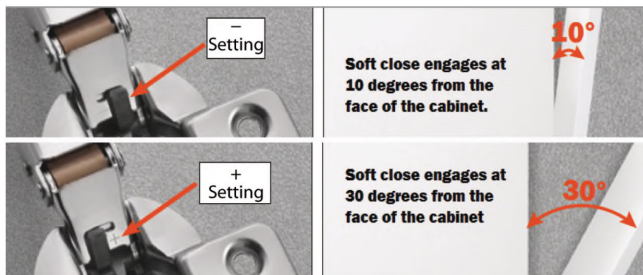 −
Setting
Soft close engages at
10 degrees from the
face of the cabinet.
10°
+
Setting
+
Soft close engages at
30 degrees from the
face of the cabinet
30°